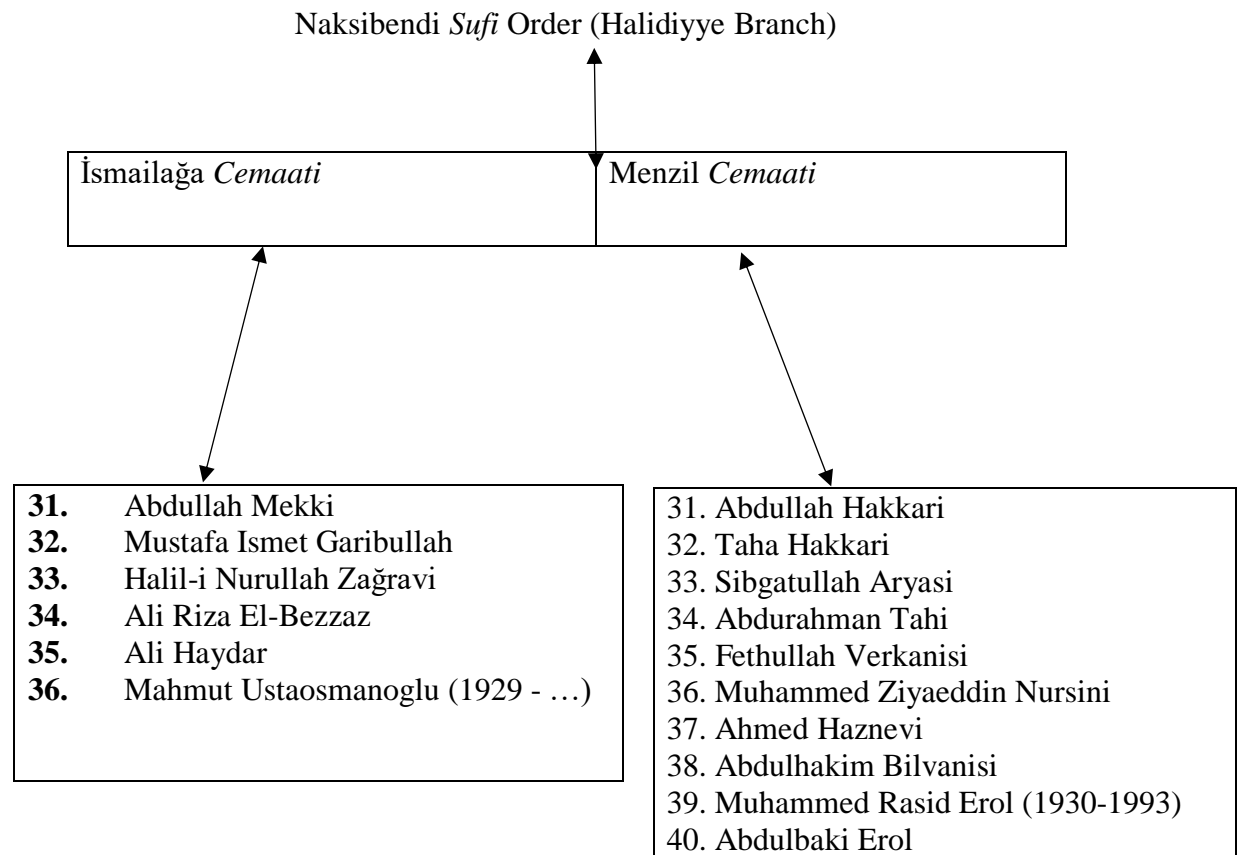 Naksibendi Sufi Order (Halidiyye Branch)
İsmailağa Cemaati
Menzil Cemaati
31. Abdullah Mekki
32. Mustafa Ismet Garibullah
33. Halil-i Nurullah Zağravi
34. Ali Riza El-Bezzaz
35. Ali Haydar
36. Mahmut Ustaosmanoglu (1929 - …)
31. Abdullah Hakkari
32. Taha Hakkari
33. Sibgatullah Aryasi
34. Abdurahman Tahi
35. Fethullah Verkanisi
36. Muhammed Ziyaeddin Nursini
37. Ahmed Haznevi
38. Abdulhakim Bilvanisi
39. Muhammed Rasid Erol (1930-1993)
40. Abdulbaki Erol